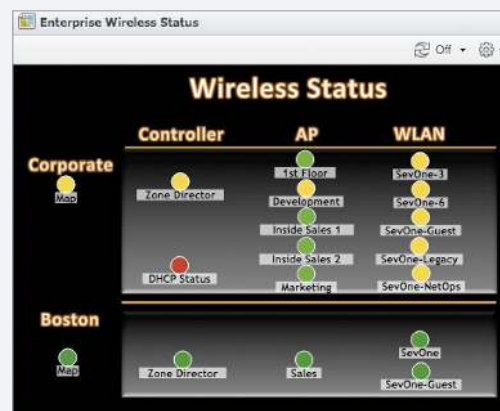 Enterprise Wireless Status
Off
Wireless Status
Controller AP WLAN
Corporate
Map
Zone Director
DHCP Status
1st Floor
Development
Inside Sales 1
Inside Sales 2
Marketing
SevOne-3
SevOne-6
SevOne-Guest
SevOne-Legacy
SevOne-NetOps
Boston
Map
Zone Director
Sales
SevOne
SevOne-Guest